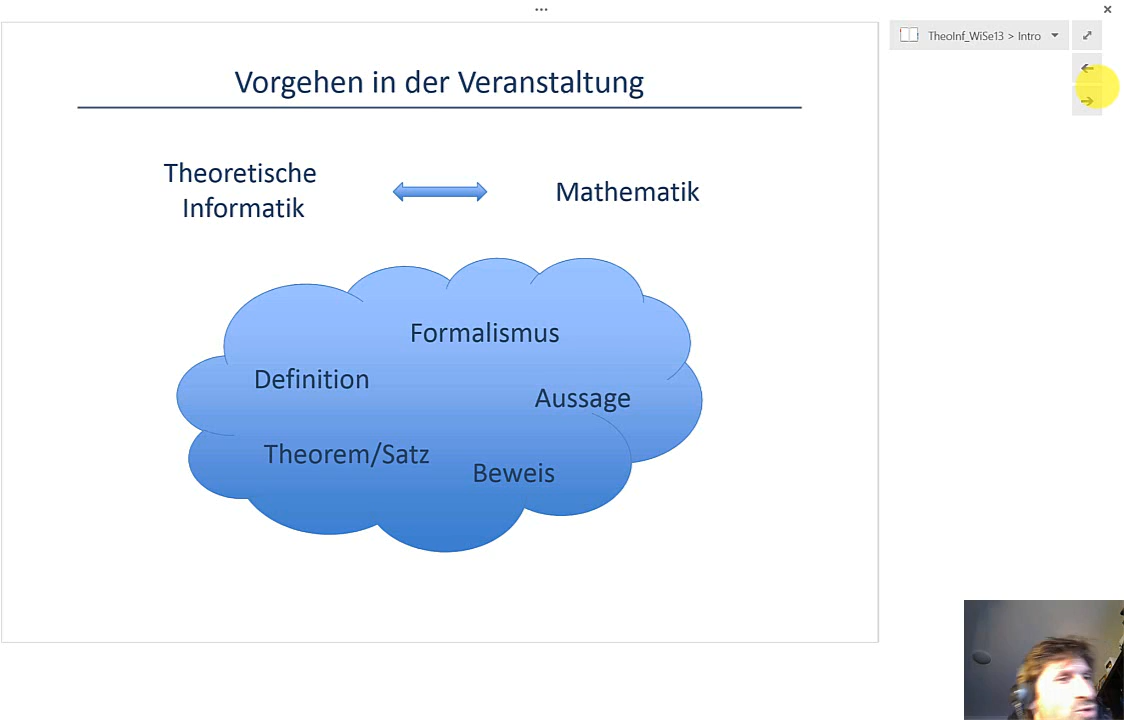 ...
TheoInf_WiSe13 > Intro
Vorgehen in der Veranstaltung
Theoretische
Informatik
Mathematik
Formalismus
Definition
Aussage
Theorem/Satz
Beweis